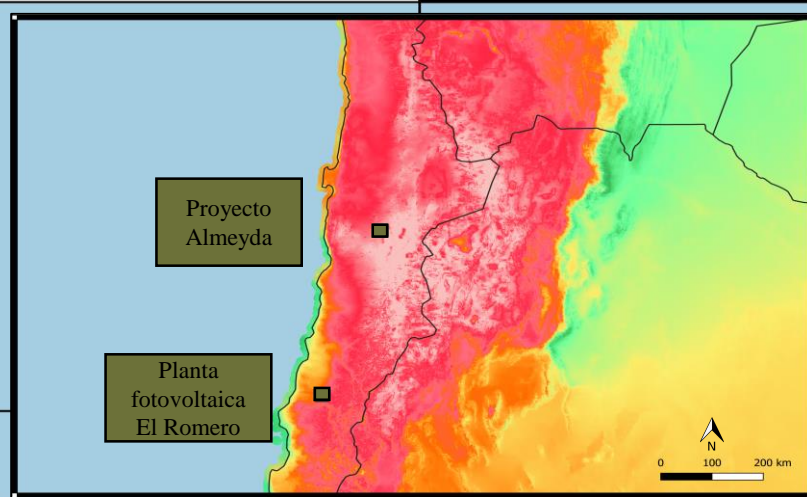 Proyecto
Almeyda
Planta
fotovoltaica
El Romero
N
0 100 200 km